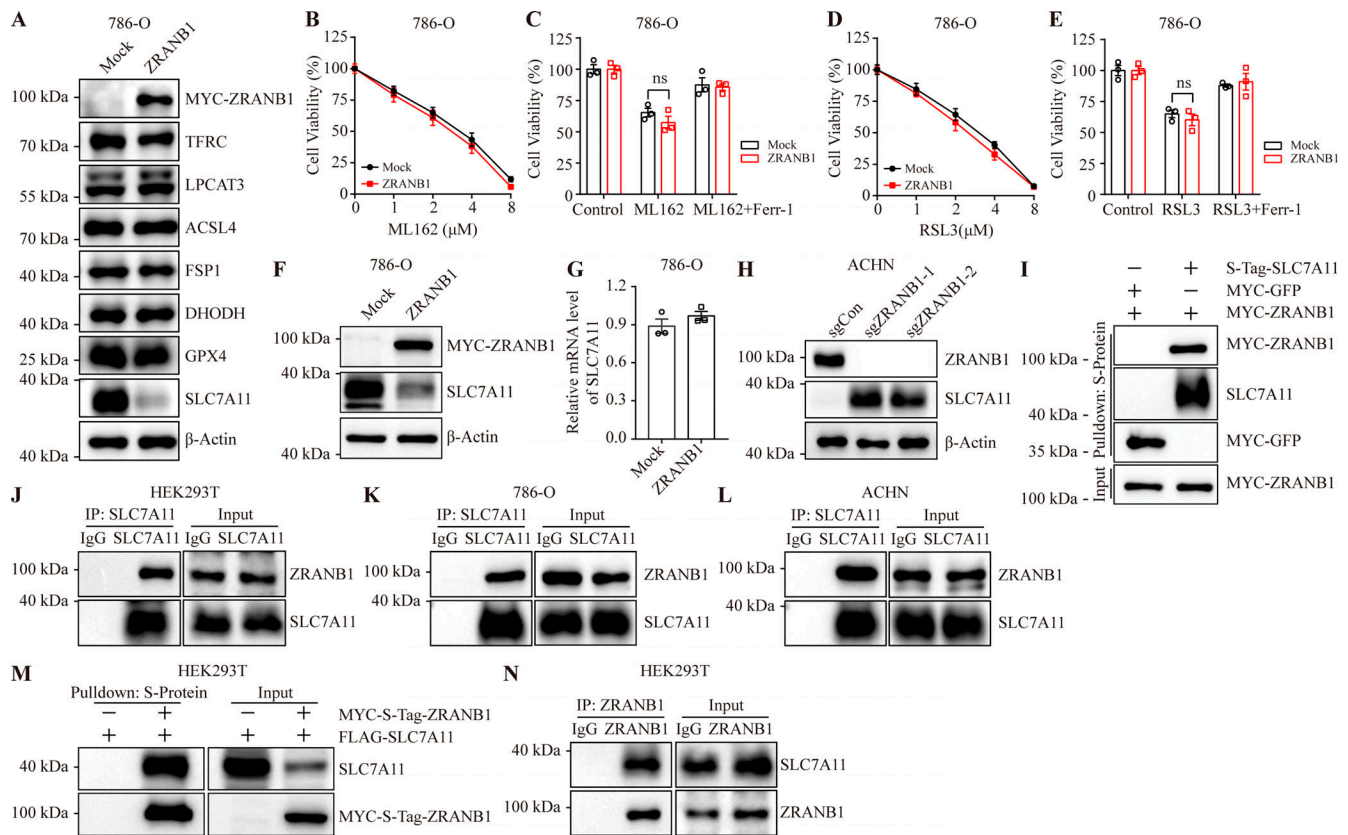 A
786-O
Mock
ZRANB1
100 kDa
MYC-ZRANB1
70 kDa
TFRC
LPCAT3
55 kDa
ACSL4
70 kDa
40 kDa
FSP1
40 kDa
DHODH
25 kDa
GPX4
40 kDa
SLC7A11
40 kDa
β-Actin
B
786-O
Cell Viability (%)
125
100
75
50
25
0
Mock
ZRANB1
0 1 2 4 8
ML162 (μM)
C
786-O
Cell Viability (%)
125
100
75
50
25
0
ns
Mock
ZRANB1
Control ML162 ML162+Ferr-1
D
786-O
Cell Viability (%)
125
100
75
50
25
0
Mock
ZRANB1
0 1 2 4 8
RSL3(μM)
E
786-O
Cell Viability (%)
125
100
75
50
25
0
ns
Mock
ZRANB1
Control RSL3 RSL3+Ferr-1
F
786-O
Mock
ZRANB1
100 kDa
MYC-ZRANB1
40 kDa
SLC7A11
40 kDa
β-Actin
G
786-O
Relative mRNA level
of SLC7A11
1.2
0.9
0.6
0.3
0.0
Mock
ZRANB1
H
ACHN
sgCon
sgZRANB1-1
sgZRANB1-2
100 kDa
ZRANB1
40 kDa
SLC7A11
40 kDa
β-Actin
I
− + S-Tag-SLC7A11
+ − MYC-GFP
+ + MYC-ZRANB1
Pulldown: S-Protein
100 kDa
MYC-ZRANB1
SLC7A11
40 kDa
35 kDa
MYC-GFP
Input
100 kDa
MYC-ZRANB1
J
HEK293T
IP: SLC7A11 Input
IgG SLC7A11 IgG SLC7A11
100 kDa
ZRANB1
40 kDa
SLC7A11
K
786-O
IP: SLC7A11 Input
IgG SLC7A11 IgG SLC7A11
100 kDa
ZRANB1
40 kDa
SLC7A11
L
ACHN
IP: SLC7A11 Input
IgG SLC7A11 IgG SLC7A11
100 kDa
ZRANB1
40 kDa
SLC7A11
M
HEK293T
Pulldown: S-Protein Input
− + − + MYC-S-Tag-ZRANB1
+ + + + FLAG-SLC7A11
40 kDa
SLC7A11
100 kDa
MYC-S-Tag-ZRANB1
N
HEK293T
IP: ZRANB1 Input
IgG ZRANB1 IgG ZRANB1
40 kDa
SLC7A11
100 kDa
ZRANB1